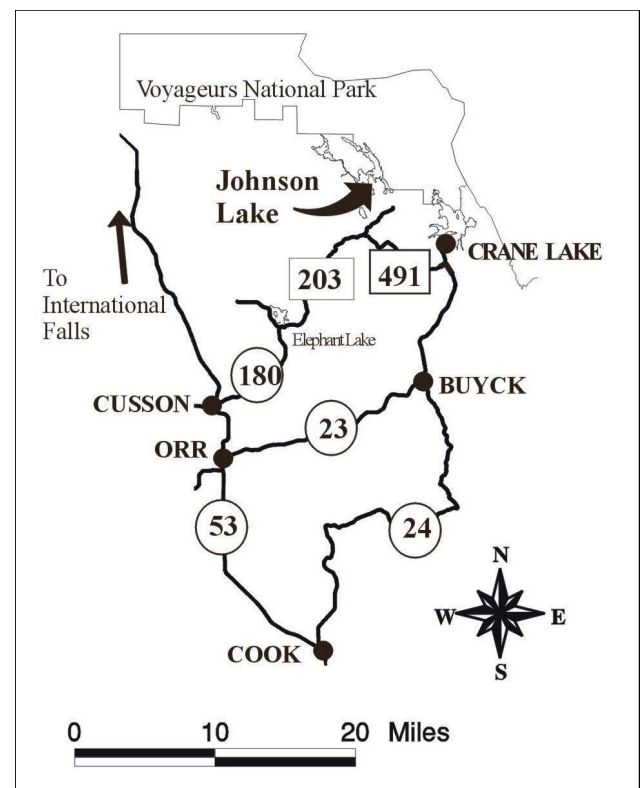 Voyageurs National Park
Johnson
Lake
CRANE LAKE
203
491
To
International
Falls
Elephant Lake
180
CUSSON
BUYCK
23
ORR
53
24
N
W
E
S
COOK
0 10 20 Miles